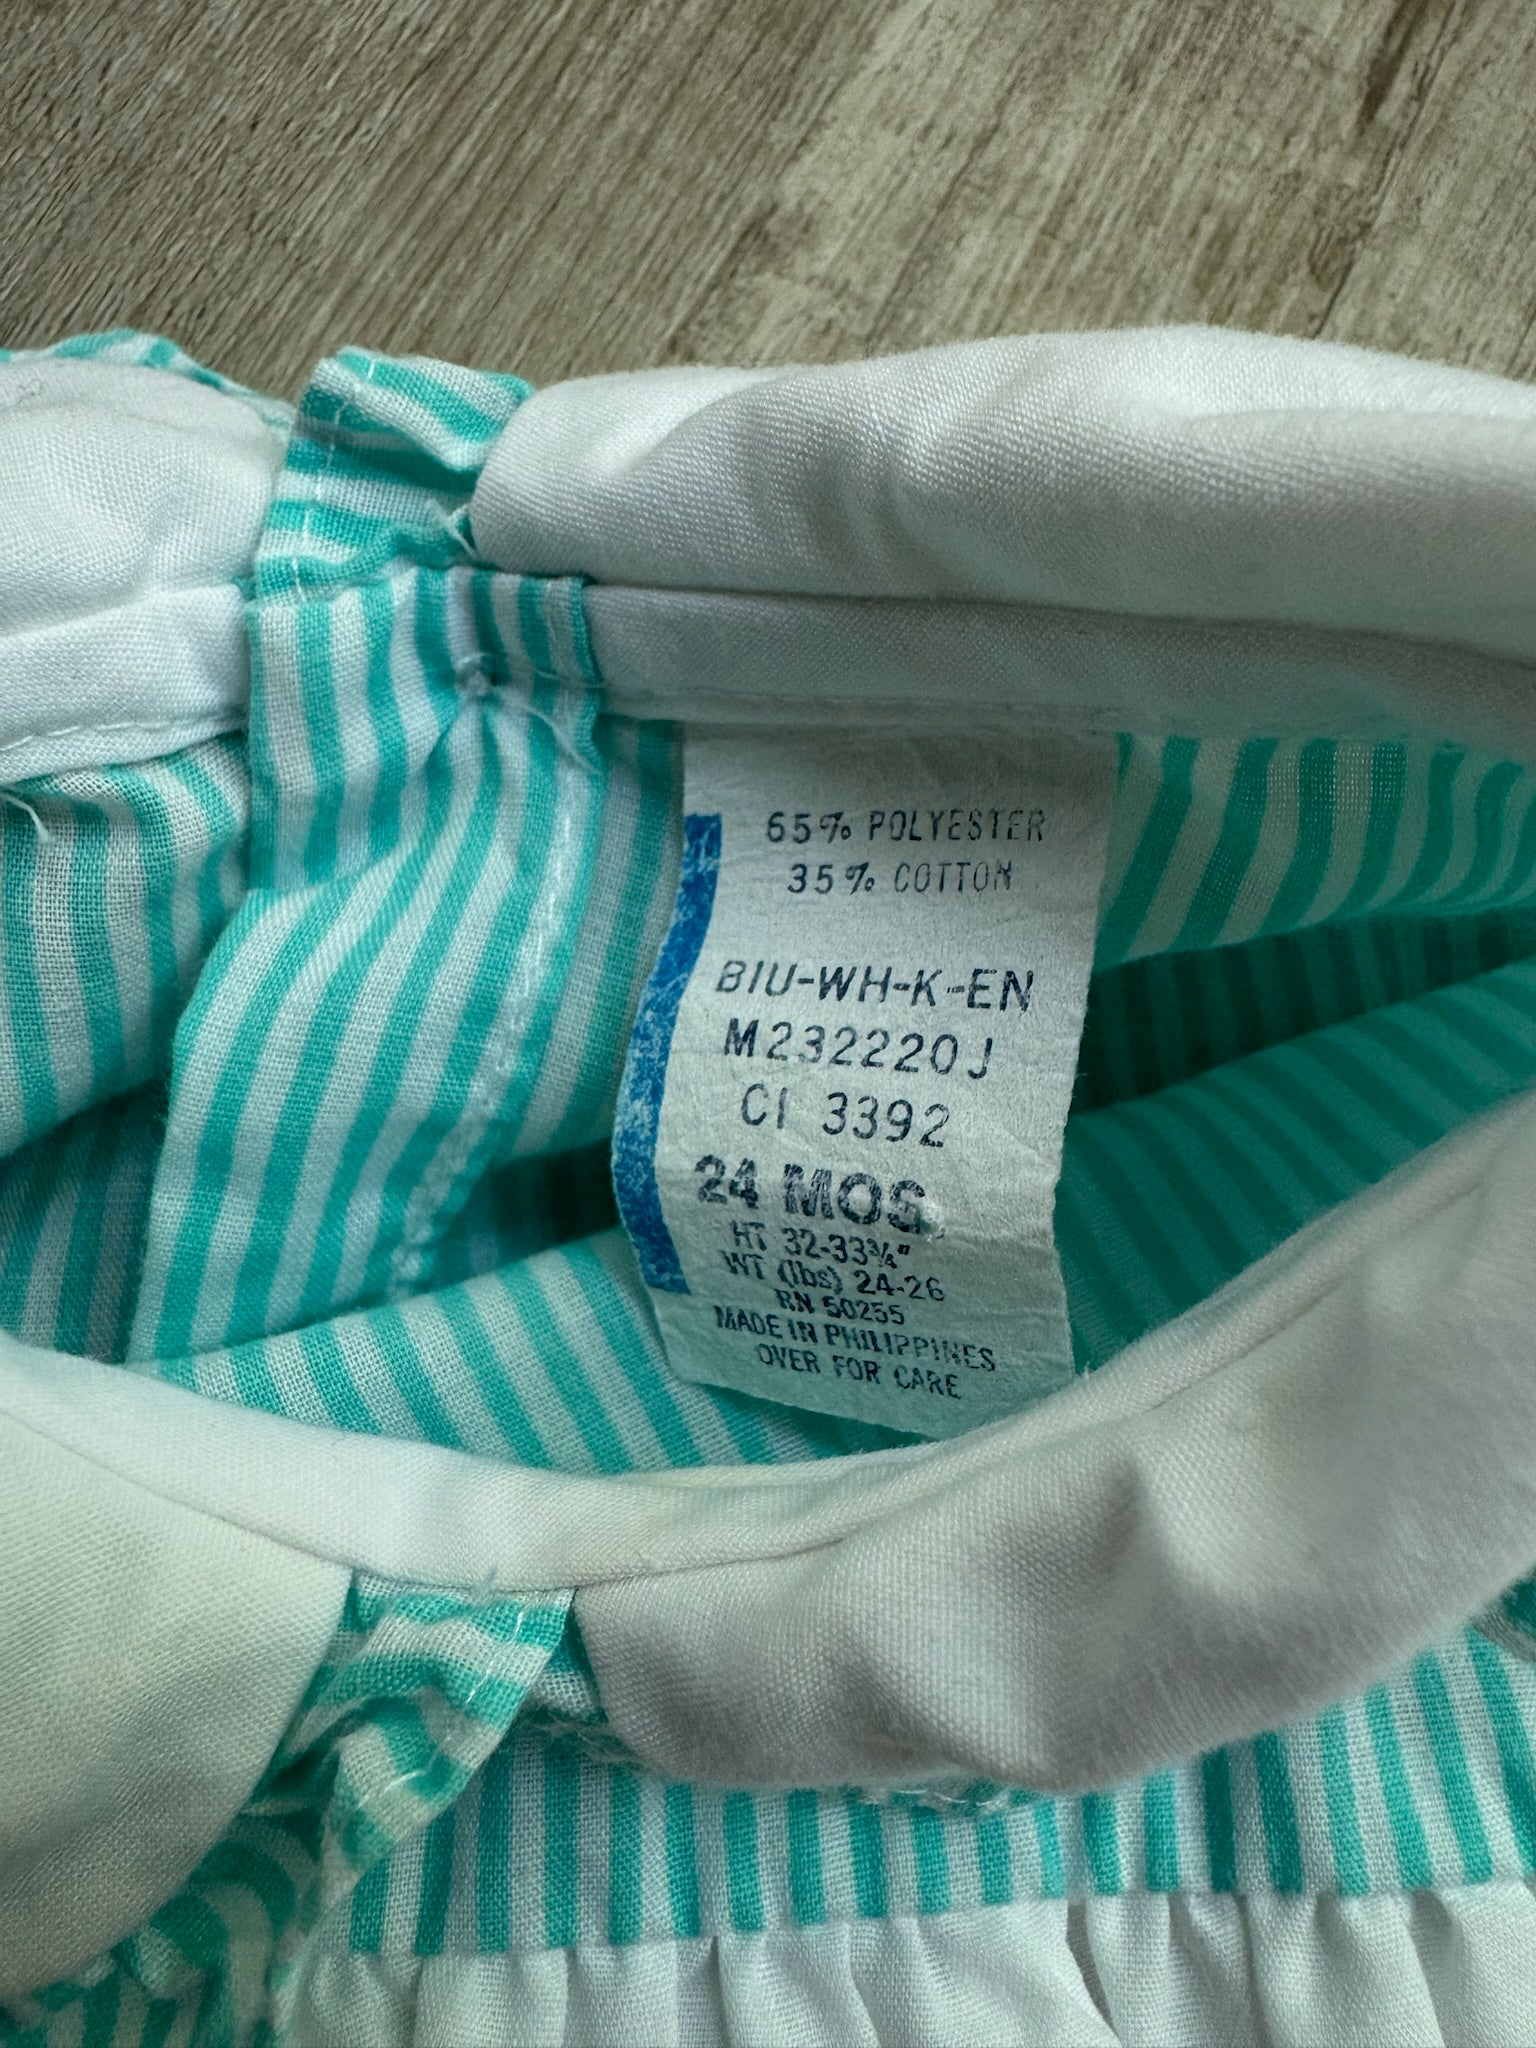 65% POLYESTER
35% COTTON
BIU-WH-K-EN
M232220J
CI 3392
24 MOS.
HT 32-33¾"
WT (lbs) 24-26
RN 50255
MADE IN PHILIPPINES
OVER FOR CARE